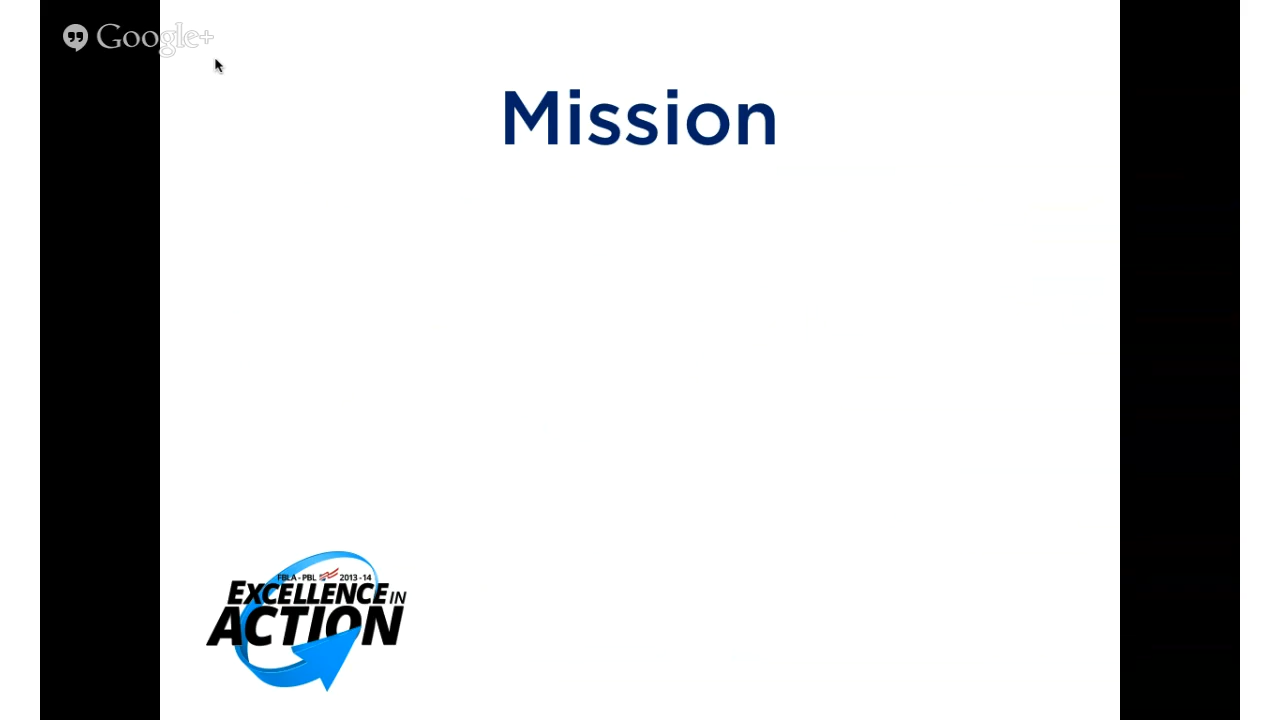 Google+
Mission
FBLA - PBL 2013-14
EXCELLENCE IN
ACTION